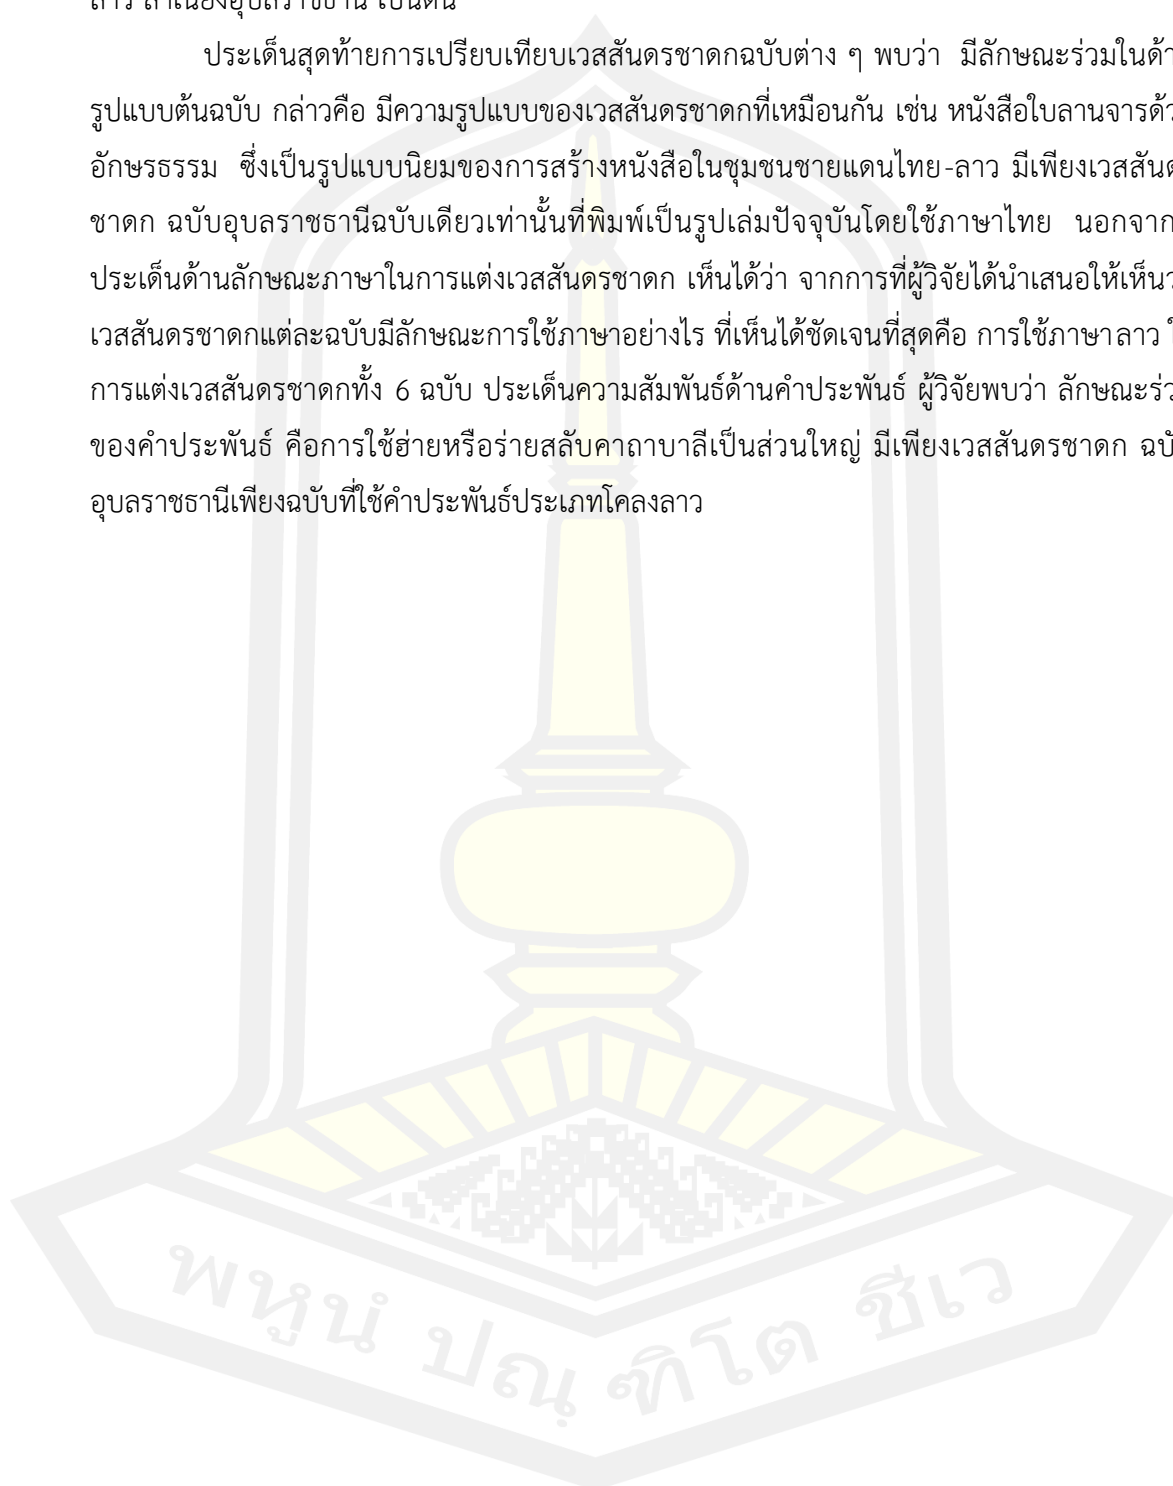 ลาว สำเนียงอุบลราชธานี เป็นต้น
ประเด็นสุดท้ายการเปรียบเทียบเวสสันดรชาดกฉบับต่าง ๆ พบว่า มีลักษณะร่วมในด้า
รูปแบบต้นฉบับ กล่าวคือ มีความรูปแบบของเวสสันดรชาดกที่เหมือนกัน เช่น หนังสือใบลานจารด้ว
อักษรธรรม ซึ่งเป็นรูปแบบนิยมของการสร้างหนังสือในชุมชนชายแดนไทย-ลาว มีเพียงเวสสันด
ชาดก ฉบับอุบลราชธานีฉบับเดียวเท่านั้นที่พิมพ์เป็นรูปเล่มปัจจุบันโดยใช้ภาษาไทย นอกจาก
ประเด็นด้านลักษณะภาษาในการแต่งเวสสันดรชาดก เห็นได้ว่า จากการที่ผู้วิจัยได้นำเสนอให้เห็นว
เวสสันดรชาดกแต่ละฉบับมีลักษณะการใช้ภาษาอย่างไร ที่เห็นได้ชัดเจนที่สุดคือ การใช้ภาษาลาว ใ
การแต่งเวสสันดรชาดกทั้ง 6 ฉบับ ประเด็นความสัมพันธ์ด้านคำประพันธ์ ผู้วิจัยพบว่า ลักษณะร่ว
ของคำประพันธ์ คือการใช้ฮ่ายหรือร่ายสลับคาถาบาลีเป็นส่วนใหญ่ มีเพียงเวสสันดรชาดก ฉบั
อุบลราชธานีเพียงฉบับที่ใช้คำประพันธ์ประเภทโคลงลาว
พหูนํ ปณฺฑิโต ชีเว